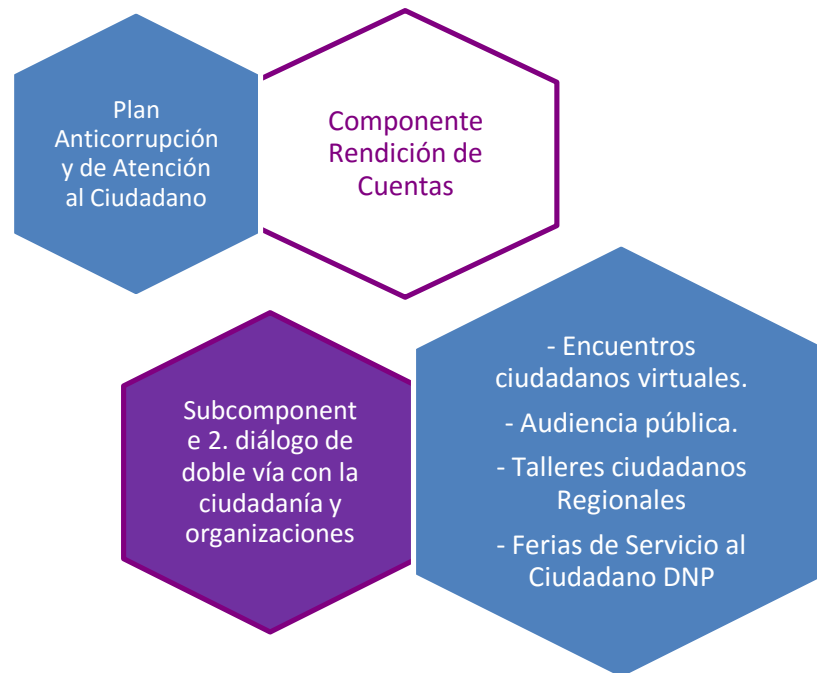 Plan
Anticorrupción
y de Atención
al Ciudadano
Componente
Rendición de
Cuentas
Subcomponent
e 2. diálogo de
doble vía con la
ciudadanía y
organizaciones
- Encuentros
ciudadanos virtuales.
- Audiencia pública.
- Talleres ciudadanos
Regionales
- Ferias de Servicio al
Ciudadano DNP